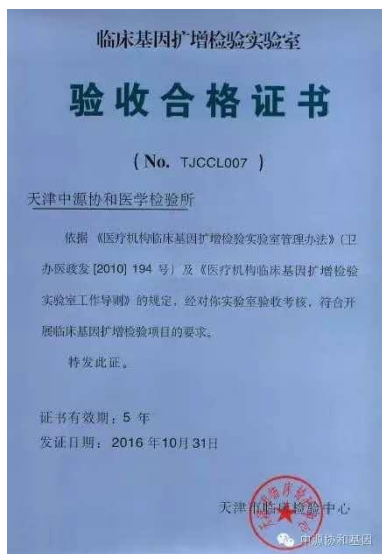 临床基因扩增检验实验室
验收合格证书
(No. TJCCL007 )
天津中源协和医学检验所
依据《医疗机构临床基因扩增检验实验室管理办法》(卫
办医政发[2010] 194 号)及《医疗机构临床基因扩增检验
实验室工作导则》的规定，经对你实验室验收考核，符合开
展临床基因扩增检验项目的要求。
特发此证。
证书有效期：5 年
发证日期：2016 年10月31日
天津市临床检验中心
中源协和基因